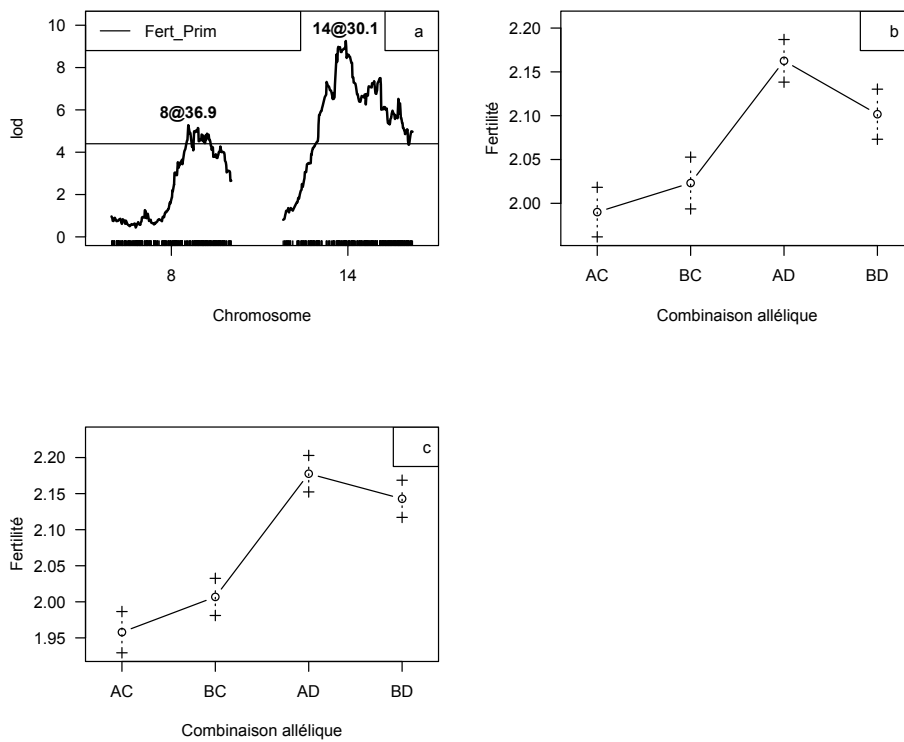 Fert_Prim
a
14@30.1
8@36.9
lod
10
8
6
4
2
0
8
14
Chromosome
b
Fertilité
2.15
2.10
2.05
2.00
AC
BC
AD
BD
Combinaison allélique
c
Fertilité
2.20
2.15
2.10
2.05
2.00
1.95
AC
BC
AD
BD
Combinaison allélique